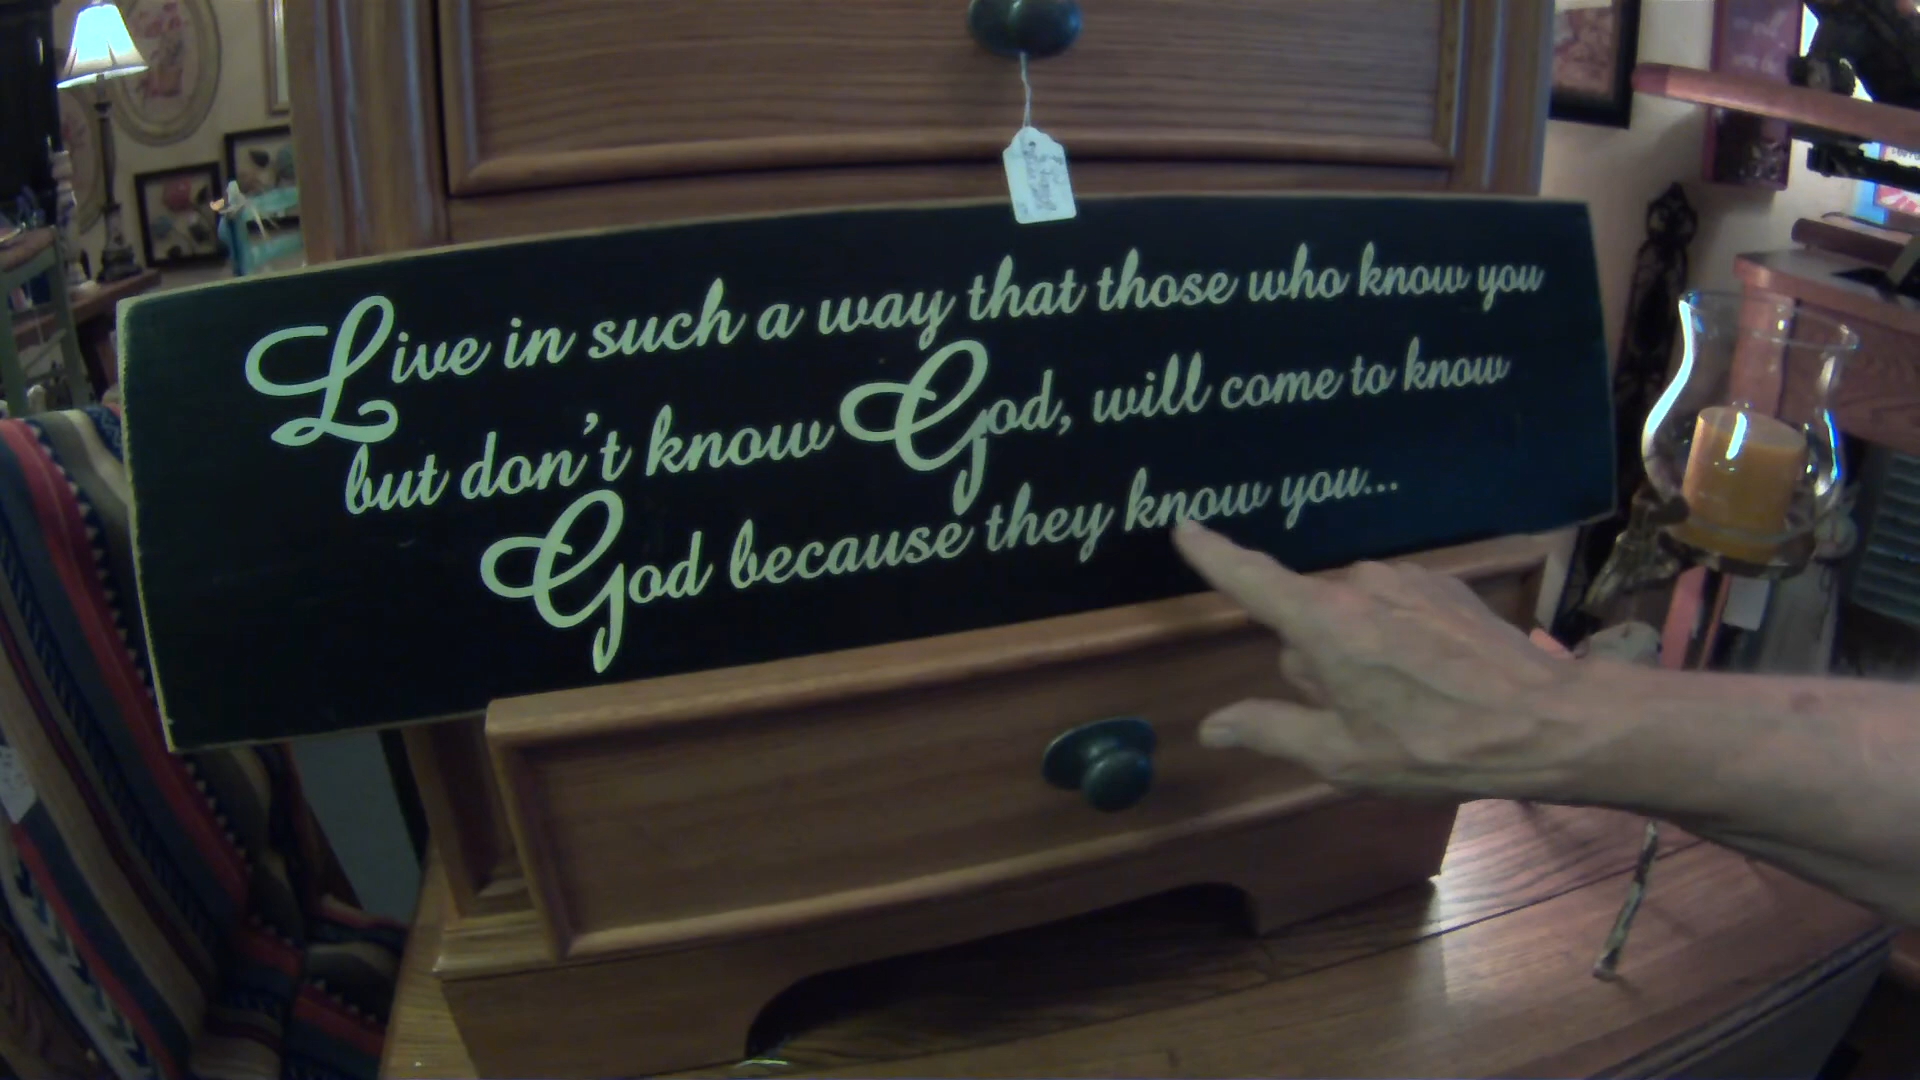 Live in such a way that those who know you
but don't know God, will come to know
God because they know you...